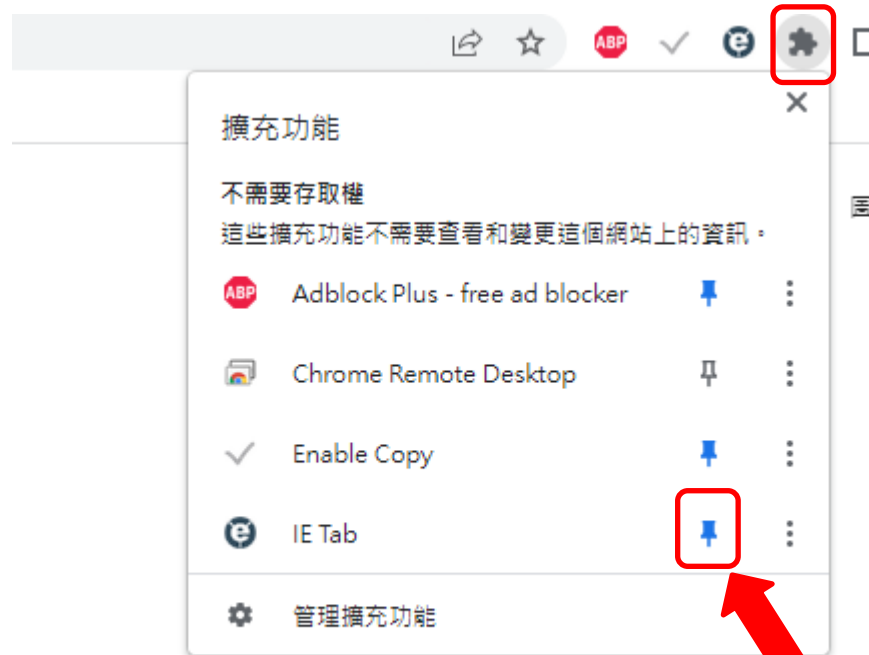 ABP
擴充功能
不需要存取權
這些擴充功能不需要查看和變更這個網站上的資訊。
ABP Adblock Plus - free ad blocker
Chrome Remote Desktop
Enable Copy
IE Tab
管理擴充功能